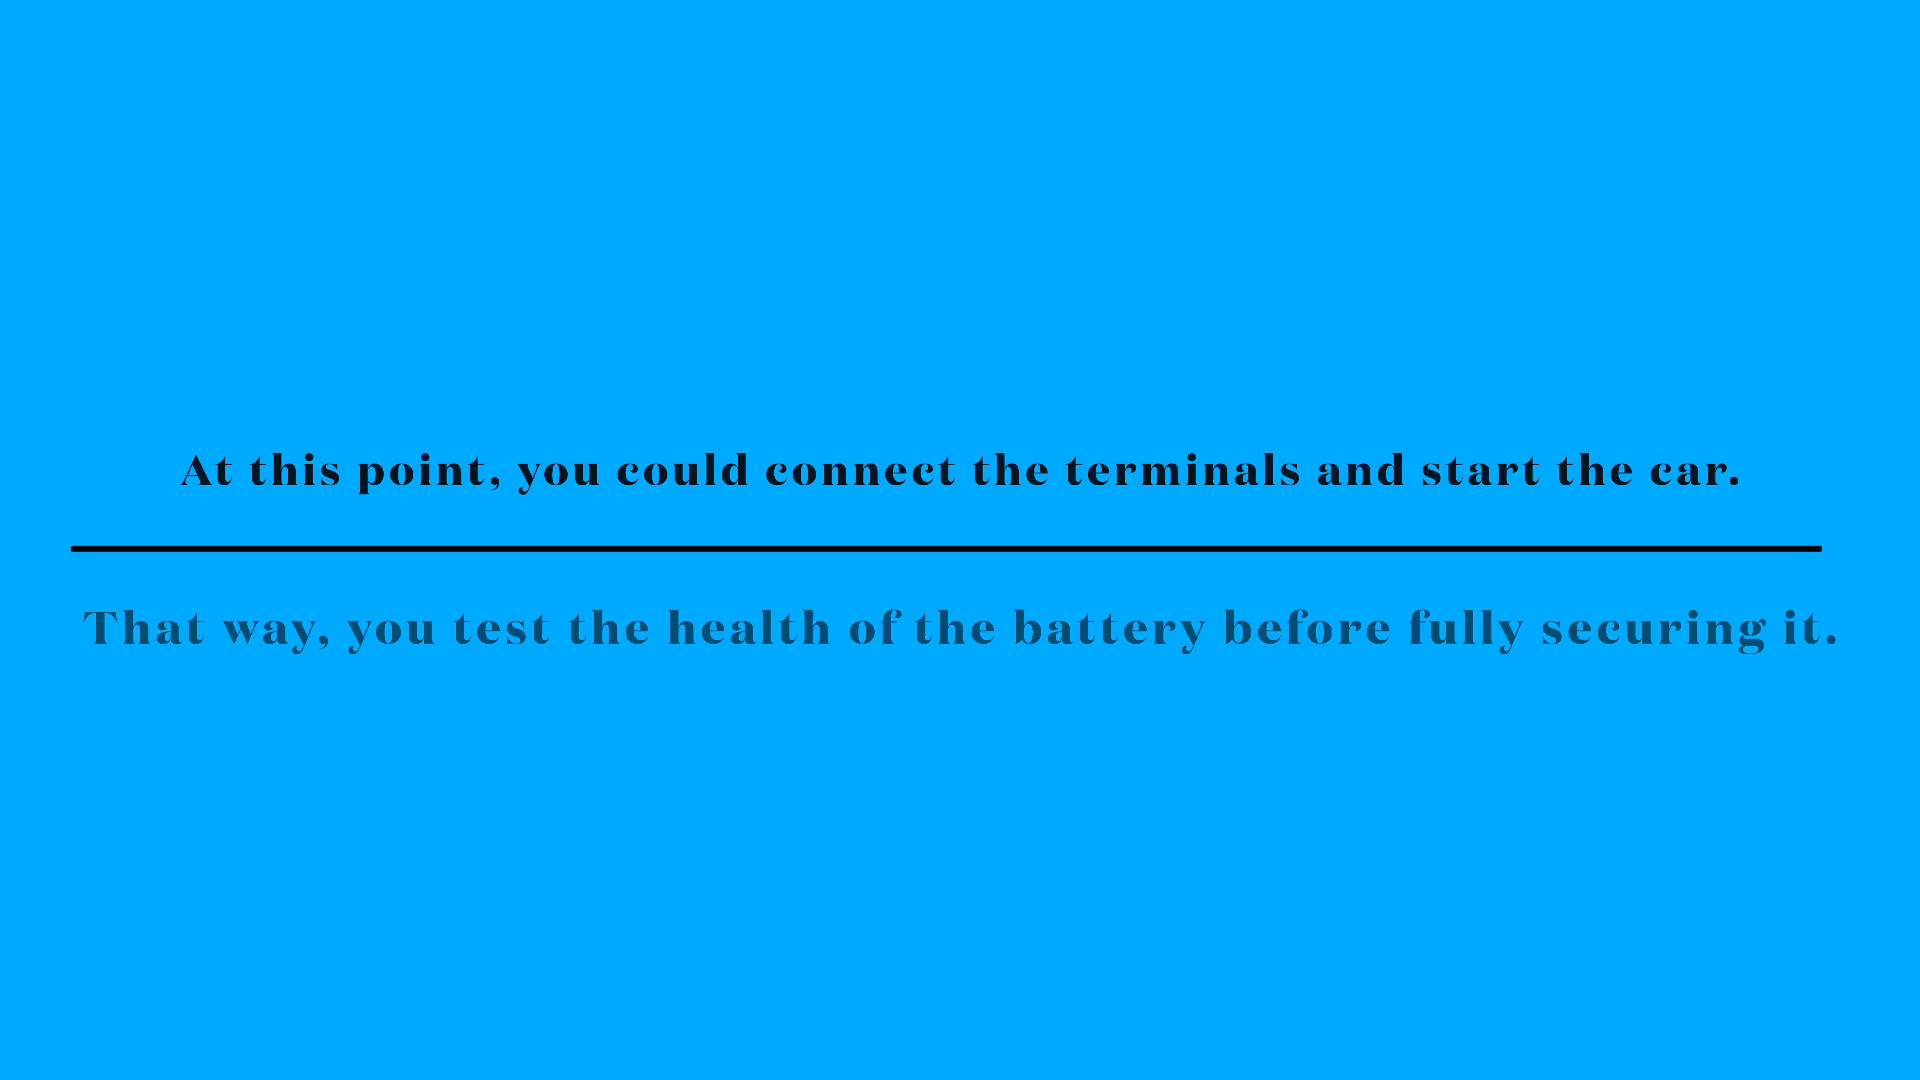 At this point, you could connect the terminals and start the car.
That way, you test the health of the battery before fully securing it.